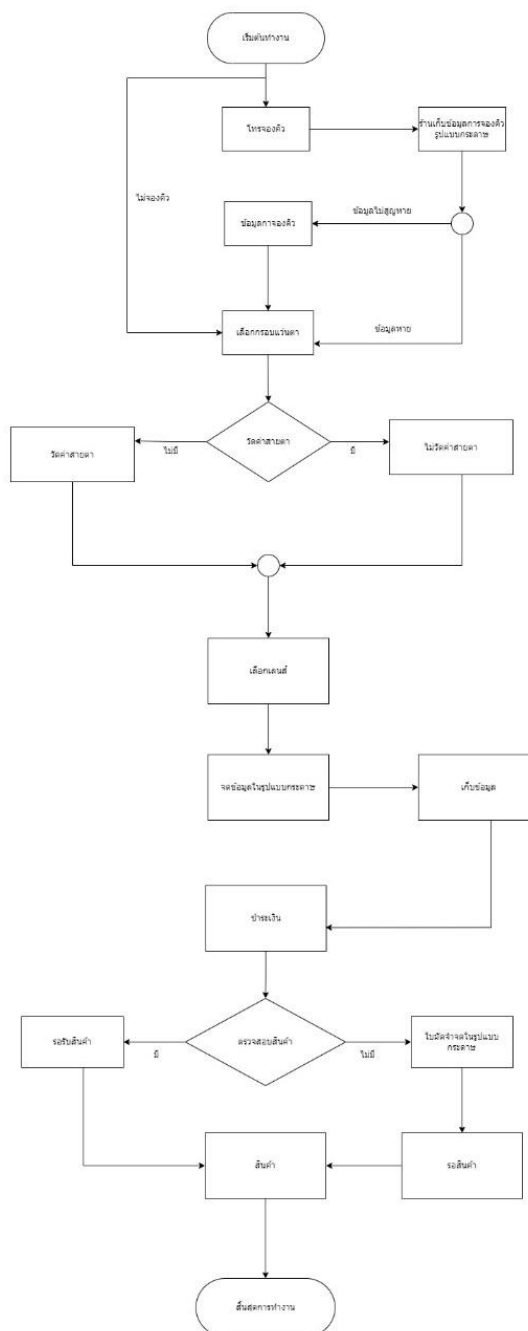 เริ่มต้นทำงาน
โทรจองคิว
ร้านเก็บข้อมูลการจองคิว
รูปแบบกระดาษ
ไม่จองคิว
ข้อมูลไม่สูญหาย
ข้อมูลกาจองคิว
เลือกกรอบแว่นตา
ข้อมูลหาย
วัดค่าสายตา
ไม่มี
วัดค่าสายตา
มี
ไม่วัดค่าสายตา
เลือกเลนส์
จดข้อมูลในรูปแบบกระดาษ
เก็บข้อมูล
ชำระเงิน
รอรับสินค้า
มี
ตรวจสอบสินค้า
ไม่มี
ใบมัดจำจดในรูปแบบ
กระดาษ
สินค้า
รอสินค้า
สิ้นสุดการทำงาน